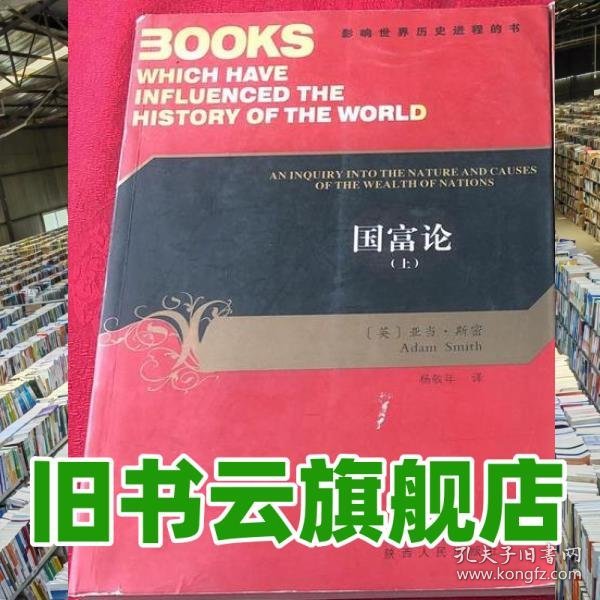 BOOKS
影响世界历史进程的书
WHICH HAVE
INFLUENCED THE
HISTORY OF THE WORLD
AN INQUIRY INTO THE NATURE AND CAUSES
OF THE WEALTH OF NATIONS
国富论
(上)
〔英〕亚当·斯密
Adam Smith
杨敬年 译
旧书云旗舰店
陕西人民
孔夫子旧书网
www.kongfz.com